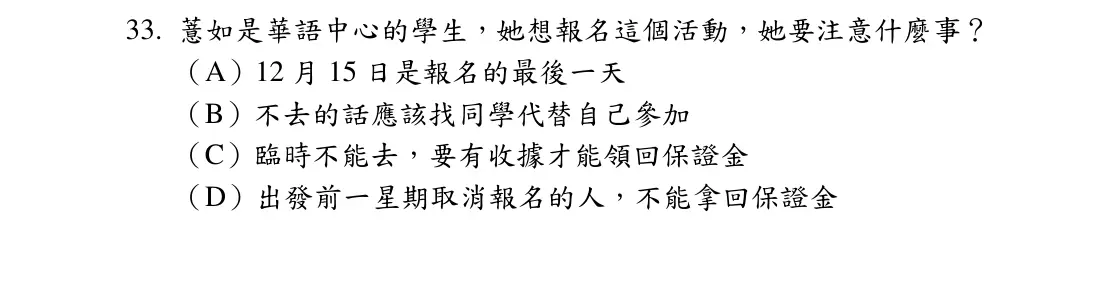 33. 薏如是華語中心的學生，她想報名這個活動，她要注意什麼事？
（A）12 月 15 日是報名的最後一天
（B）不去的話應該找同學代替自己參加
（C）臨時不能去，要有收據才能領回保證金
（D）出發前一星期取消報名的人，不能拿回保證金